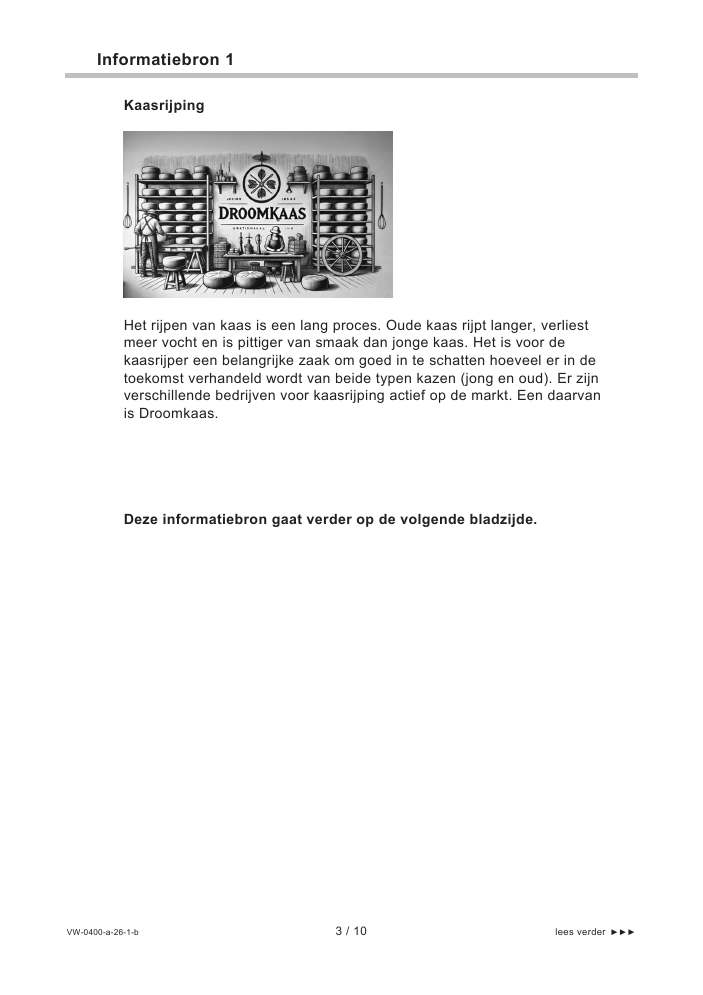 Informatiebron 1
Kaasrijping
DROOMKAAS
Het rijpen van kaas is een lang proces. Oude kaas rijpt langer, verliest
meer vocht en is pittiger van smaak dan jonge kaas. Het is voor de
kaasrijper een belangrijke zaak om goed in te schatten hoeveel er in de
toekomst verhandeld wordt van beide typen kazen (jong en oud). Er zijn
verschillende bedrijven voor kaasrijping actief op de markt. Een daarvan
is Droomkaas.
Deze informatiebron gaat verder op de volgende bladzijde.
VW-0400-a-26-1-b
3 / 10
lees verder ►►►